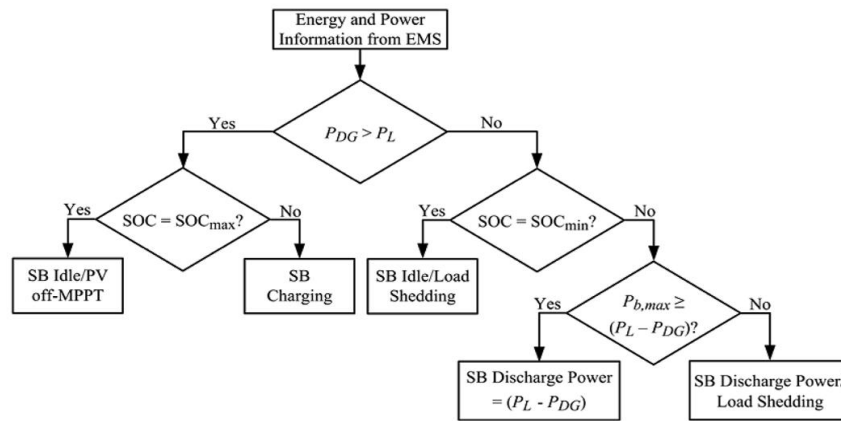 Energy and Power
Information from EMS
Yes
P_DG > P_L
No
Yes
SOC = SOC_max?
No
Yes
SOC = SOC_min?
No
SB Idle/PV
off-MPPT
SB
Charging
SB Idle/Load
Shedding
Yes
P_b,max ≥
(P_L – P_DG)?
No
SB Discharge Power
= (P_L - P_DG)
SB Discharge Power/
Load Shedding